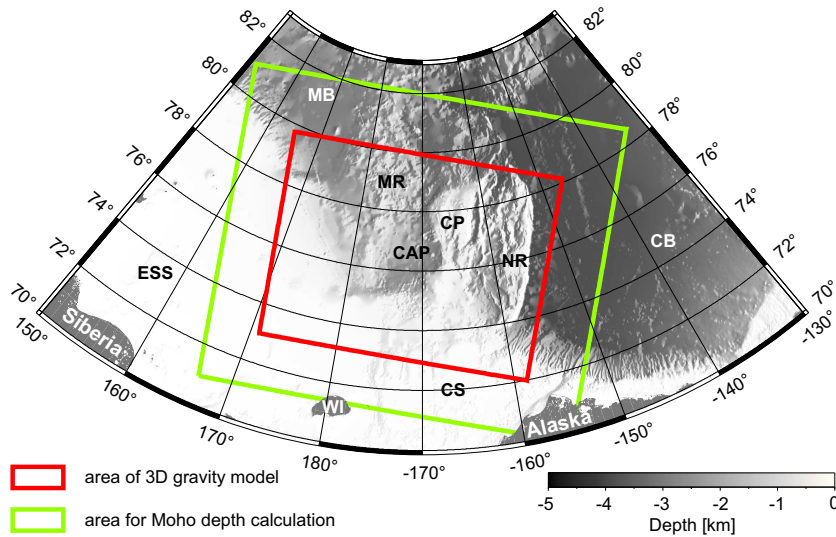 82°
82°
80°
80°
MB
78°
78°
76°
76°
MR
74°
74°
CP
CB
72°
CAP
72°
ESS
NR
70°
70°
150°
Siberia
-130°
160°
CS
-140°
WI
Alaska
170°
-150°
180°
-170°
-160°
area of 3D gravity model
area for Moho depth calculation
-5 -4 -3 -2 -1 0
Depth [km]